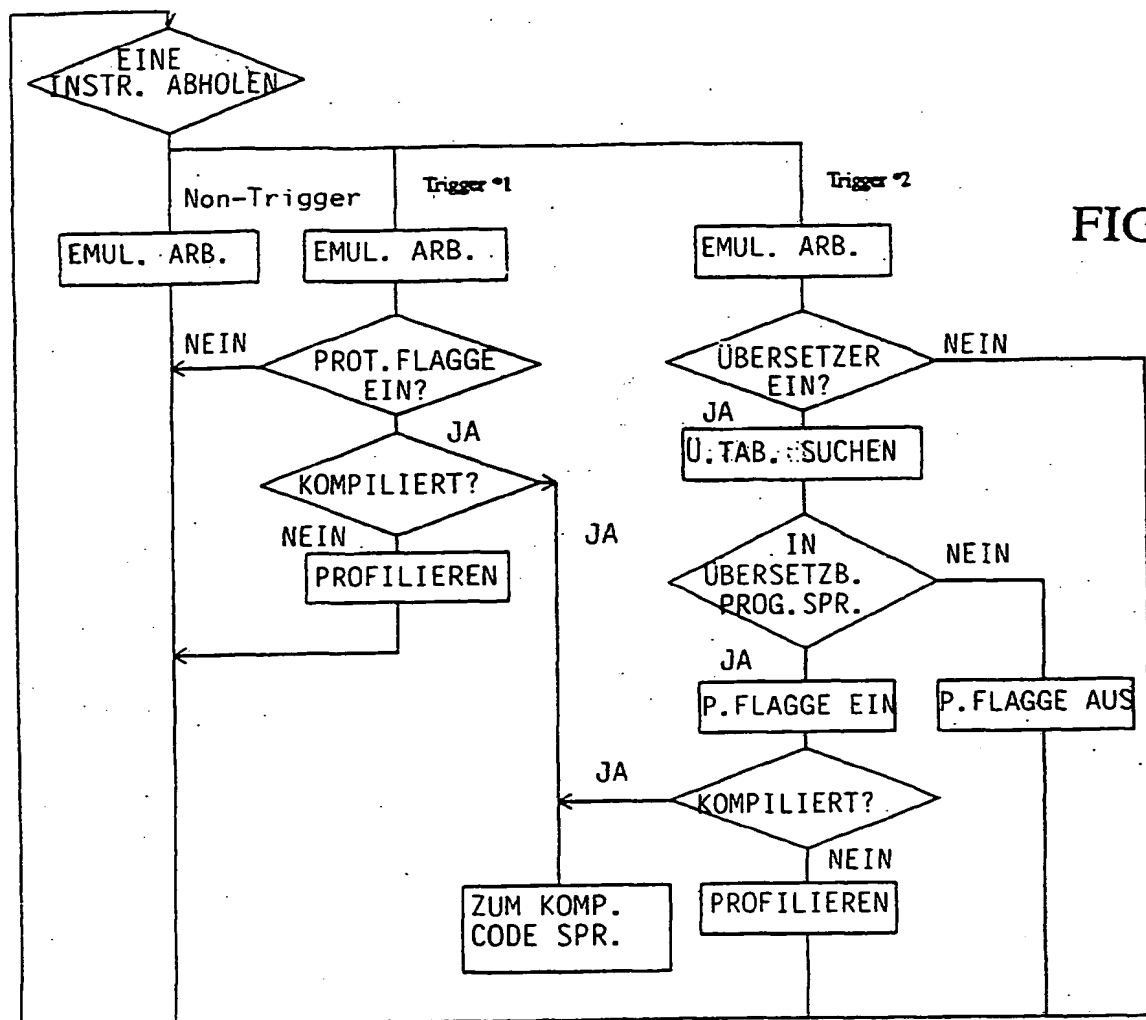 EINE
INSTR. ABHOLEN
Non-Trigger
Trigger #1
Trigger #2
FIG
EMUL. ARB.
EMUL. ARB.
EMUL. ARB.
NEIN
PROT.FLAGGE
EIN?
ÜBERSETZER
EIN?
NEIN
JA
JA
Ü.TAB. SUCHEN
KOMPILIERT?
NEIN
JA
PROFILIEREN
IN
ÜBERSETZB.
PROG.SPR.
NEIN
JA
P.FLAGGE EIN
P.FLAGGE AUS
JA
KOMPILIERT?
NEIN
ZUM KOMP.
CODE SPR.
PROFILIEREN